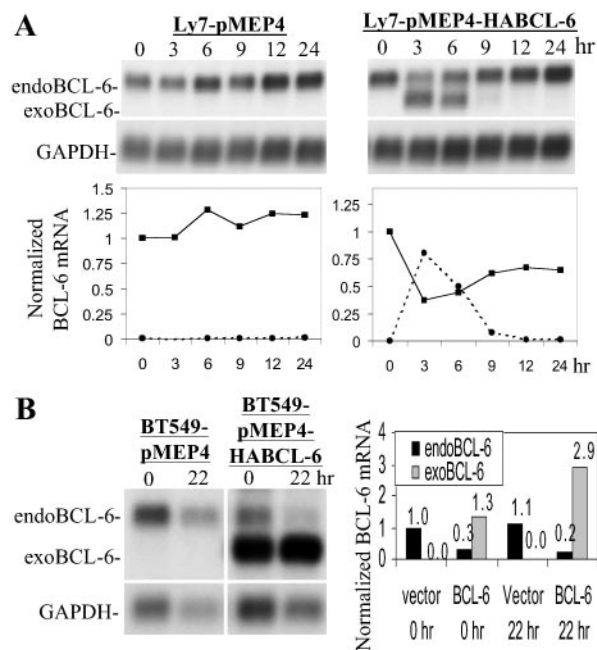 A
Ly7-pMEP4
Ly7-pMEP4-HABCL-6
0 3 6 9 12 24
0 3 6 9 12 24 hr
endoBCL-6-
exoBCL-6-
GAPDH-
Normalized
BCL-6 mRNA
1.5
1.25
1
0.75
0.5
0.25
0
0 3 6 9 12 24
1.25
1
0.75
0.5
0.25
0
0 3 6 9 12 24 hr
B
BT549-
pMEP4
BT549-
pMEP4-
HABCL-6
0 22
0 22 hr
endoBCL-6-
exoBCL-6-
GAPDH-
Normalized BCL-6 mRNA
4
3
2
1
0
endoBCL-6
exoBCL-6
1.0 0.0 0.3 1.3 1.1 0.0 0.2 2.9
vector BCL-6 Vector BCL-6
0 hr 0 hr 22 hr 22 hr